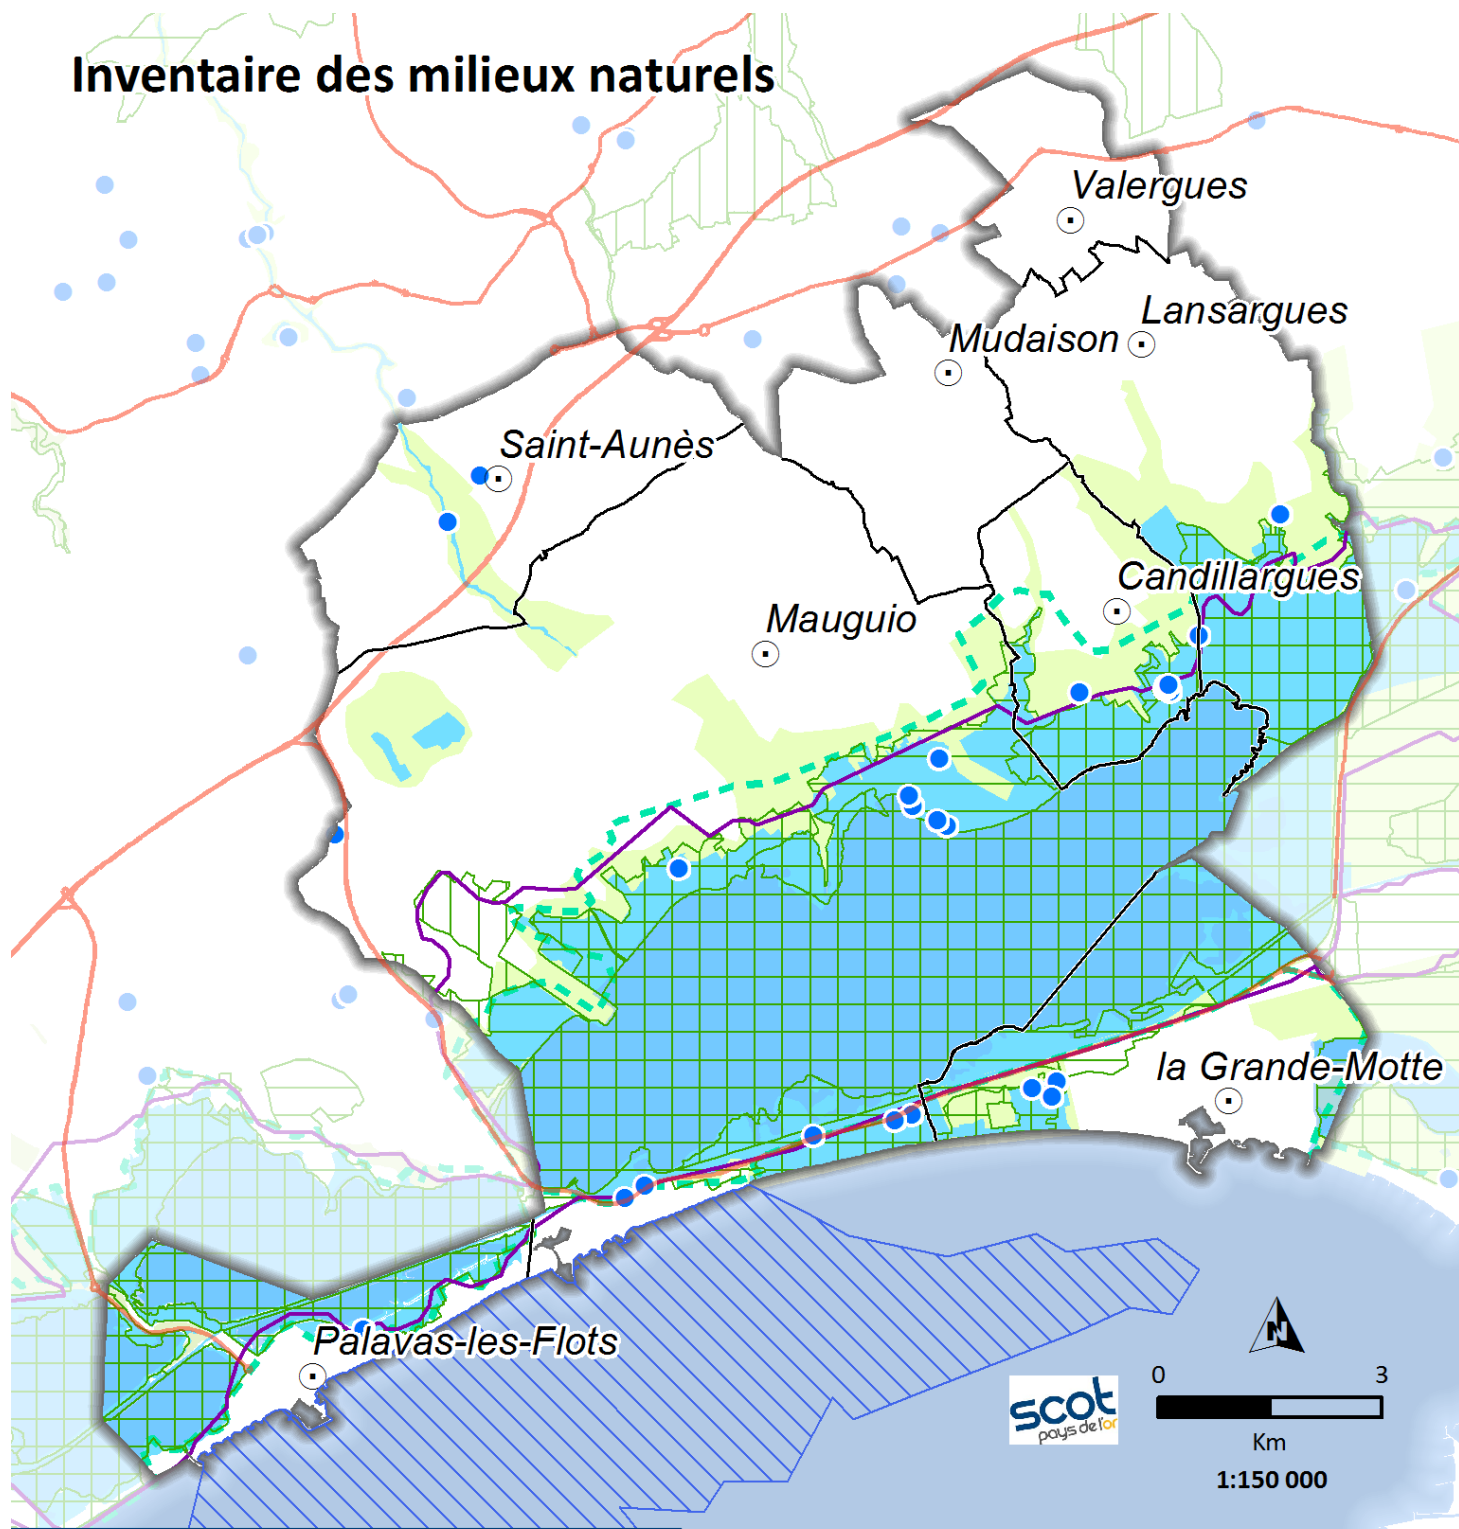 Inventaire des milieux naturels
Valergues
Lansargues
Mudaison
Saint-Aunès
Candillargues
Mauguio
la Grande-Motte
Palavas-les-Flots
N
0 3
scot
pays de l'or
Km
1:150 000